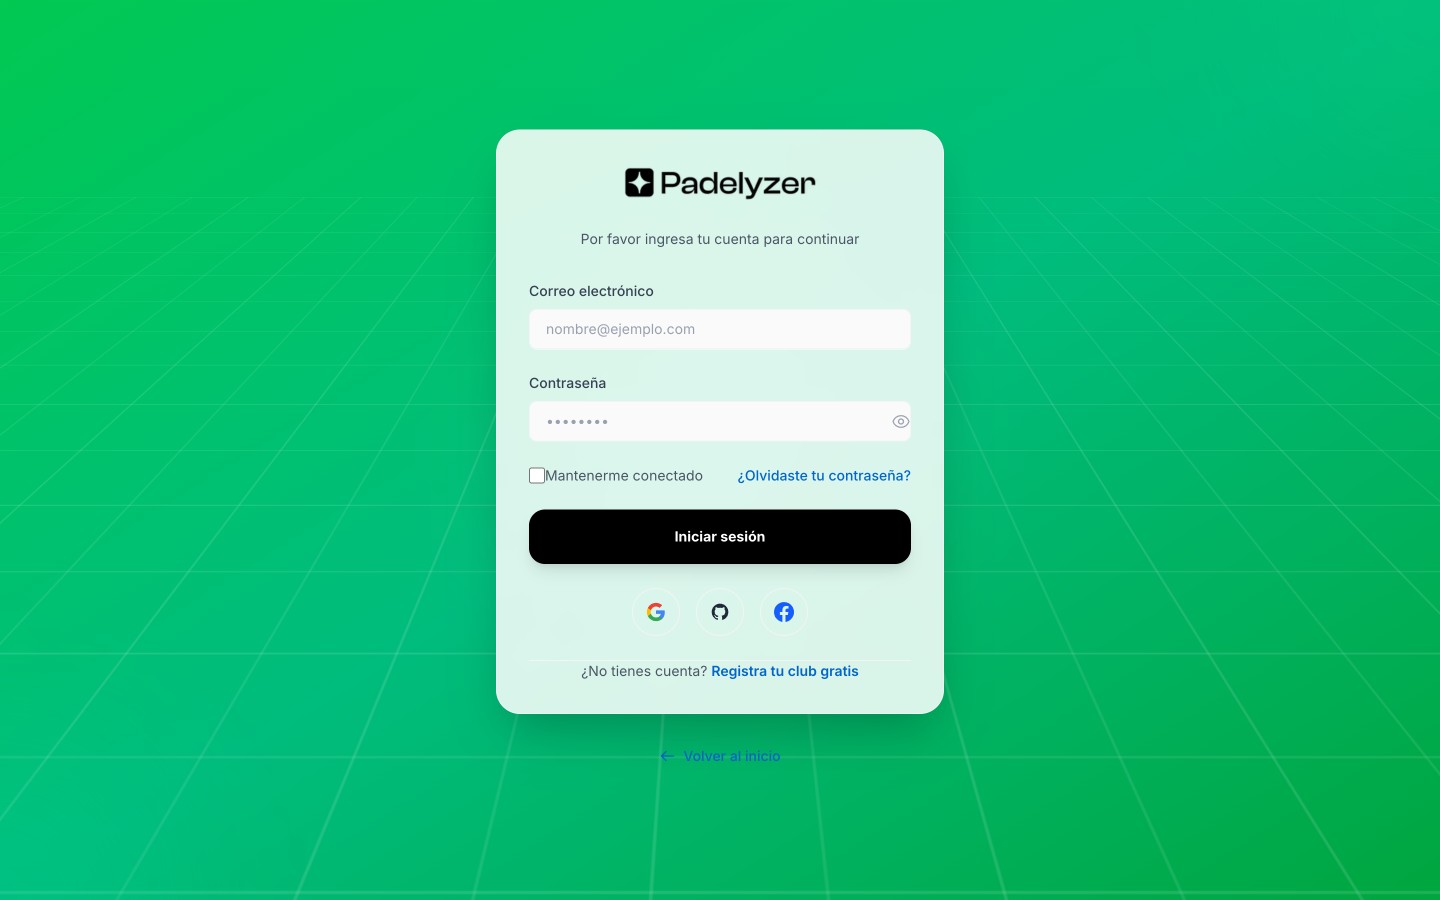 Padelyzer
Por favor ingresa tu cuenta para continuar
Correo electrónico
nombre@ejemplo.com
Contraseña
••••••••
Mantenerme conectado
¿Olvidaste tu contraseña?
Iniciar sesión
¿No tienes cuenta? Registra tu club gratis
← Volver al inicio